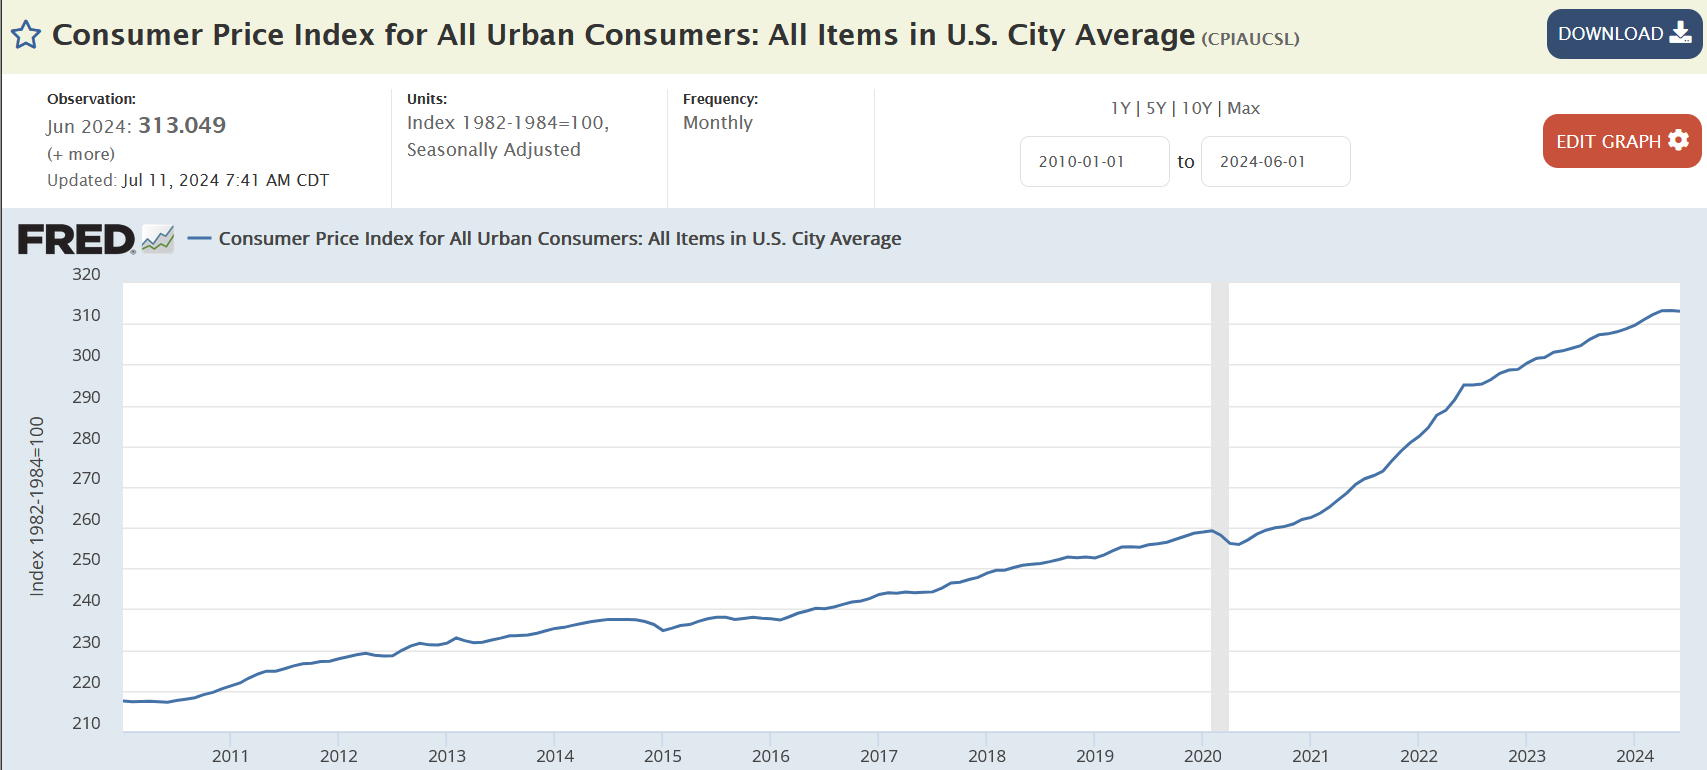 Consumer Price Index for All Urban Consumers: All Items in U.S. City Average (CPIAUCSL)
DOWNLOAD
Observation:
Jun 2024: 313.049
(+ more)
Updated: Jul 11, 2024 7:41 AM CDT
Units:
Index 1982-1984=100,
Seasonally Adjusted
Frequency:
Monthly
1Y | 5Y | 10Y | Max
2010-01-01 to 2024-06-01
EDIT GRAPH
FRED
Consumer Price Index for All Urban Consumers: All Items in U.S. City Average
Index 1982-1984=100
320
310
300
290
280
270
260
250
240
230
220
210
2011 2012 2013 2014 2015 2016 2017 2018 2019 2020 2021 2022 2023 2024